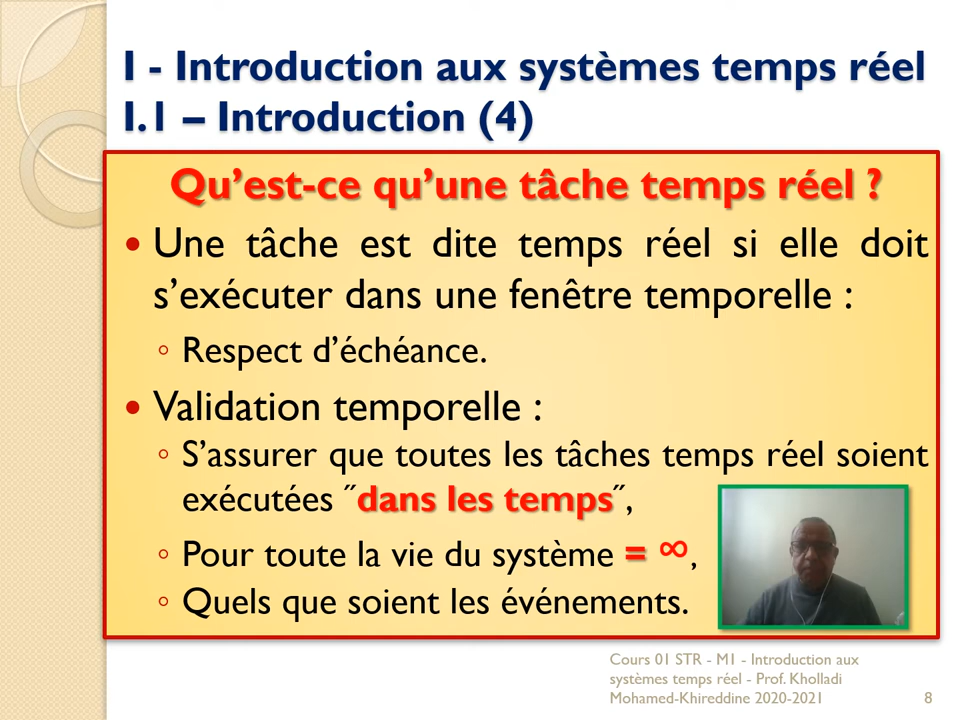 I - Introduction aux systèmes temps réel
I.1 – Introduction (4)
Qu’est-ce qu’une tâche temps réel ?
• Une tâche est dite temps réel si elle doit
s’exécuter dans une fenêtre temporelle :
◦ Respect d’échéance.
• Validation temporelle :
◦ S’assurer que toutes les tâches temps réel soient
exécutées ˝dans les temps˝,
◦ Pour toute la vie du système = ∞,
◦ Quels que soient les événements.
Cours 01 STR - M1 - Introduction aux
systèmes temps réel - Prof. Kholladi
Mohamed-Khireddine 2020-2021
8